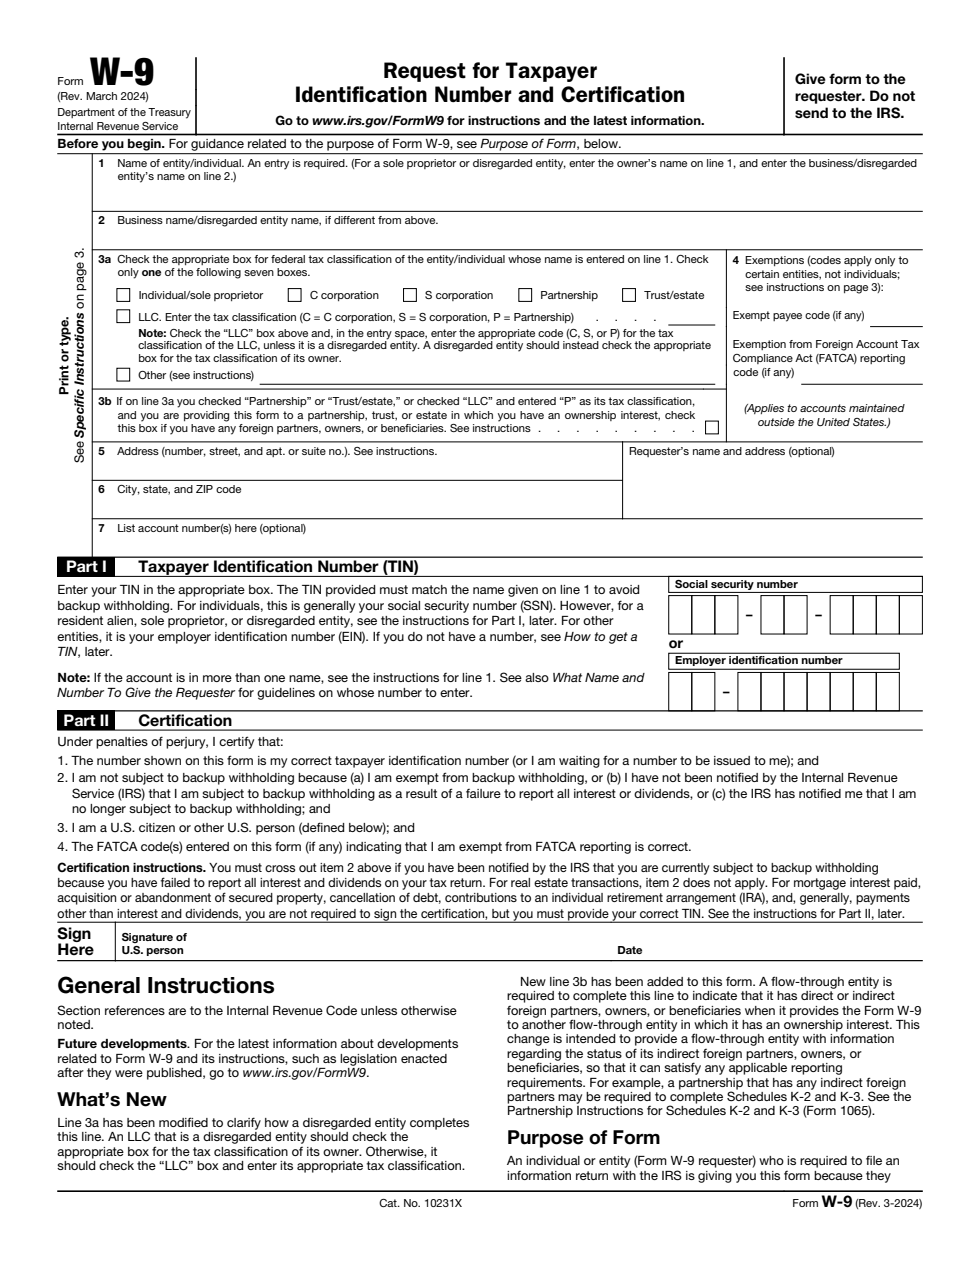 Form W-9
(Rev. March 2024)
Department of the Treasury
Internal Revenue Service
Request for Taxpayer
Identification Number and Certification
Go to www.irs.gov/FormW9 for instructions and the latest information.
Give form to the
requester. Do not
send to the IRS.
Before you begin. For guidance related to the purpose of Form W-9, see Purpose of Form, below.
Print or type.
See Specific Instructions on page 3.
1 Name of entity/individual. An entry is required. (For a sole proprietor or disregarded entity, enter the owner's name on line 1, and enter the business/disregarded
entity's name on line 2.)
2 Business name/disregarded entity name, if different from above.
3a Check the appropriate box for federal tax classification of the entity/individual whose name is entered on line 1. Check
only one of the following seven boxes.
Individual/sole proprietor C corporation S corporation Partnership Trust/estate
LLC. Enter the tax classification (C = C corporation, S = S corporation, P = Partnership) . . . .
Note: Check the “LLC” box above and, in the entry space, enter the appropriate code (C, S, or P) for the tax
classification of the LLC, unless it is a disregarded entity. A disregarded entity should instead check the appropriate
box for the tax classification of its owner.
Other (see instructions)
3b If on line 3a you checked “Partnership” or “Trust/estate,” or checked “LLC” and entered “P” as its tax classification,
and you are providing this form to a partnership, trust, or estate in which you have an ownership interest, check
this box if you have any foreign partners, owners, or beneficiaries. See instructions . . . . . . . . .
4 Exemptions (codes apply only to
certain entities, not individuals;
see instructions on page 3):
Exempt payee code (if any)
Exemption from Foreign Account Tax
Compliance Act (FATCA) reporting
code (if any)
(Applies to accounts maintained
outside the United States.)
5 Address (number, street, and apt. or suite no.). See instructions.
Requester's name and address (optional)
6 City, state, and ZIP code
7 List account number(s) here (optional)
Part I Taxpayer Identification Number (TIN)
Enter your TIN in the appropriate box. The TIN provided must match the name given on line 1 to avoid
backup withholding. For individuals, this is generally your social security number (SSN). However, for a
resident alien, sole proprietor, or disregarded entity, see the instructions for Part I, later. For other
entities, it is your employer identification number (EIN). If you do not have a number, see How to get a
TIN, later.
Note: If the account is in more than one name, see the instructions for line 1. See also What Name and
Number To Give the Requester for guidelines on whose number to enter.
Social security number
– –
or
Employer identification number
–
Part II Certification
Under penalties of perjury, I certify that:
1. The number shown on this form is my correct taxpayer identification number (or I am waiting for a number to be issued to me); and
2. I am not subject to backup withholding because (a) I am exempt from backup withholding, or (b) I have not been notified by the Internal Revenue
Service (IRS) that I am subject to backup withholding as a result of a failure to report all interest or dividends, or (c) the IRS has notified me that I am
no longer subject to backup withholding; and
3. I am a U.S. citizen or other U.S. person (defined below); and
4. The FATCA code(s) entered on this form (if any) indicating that I am exempt from FATCA reporting is correct.
Certification instructions. You must cross out item 2 above if you have been notified by the IRS that you are currently subject to backup withholding
because you have failed to report all interest and dividends on your tax return. For real estate transactions, item 2 does not apply. For mortgage interest paid,
acquisition or abandonment of secured property, cancellation of debt, contributions to an individual retirement arrangement (IRA), and, generally, payments
other than interest and dividends, you are not required to sign the certification, but you must provide your correct TIN. See the instructions for Part II, later.
Sign
Here
Signature of
U.S. person
Date
General Instructions
Section references are to the Internal Revenue Code unless otherwise
noted.
Future developments. For the latest information about developments
related to Form W-9 and its instructions, such as legislation enacted
after they were published, go to www.irs.gov/FormW9.
What's New
Line 3a has been modified to clarify how a disregarded entity completes
this line. An LLC that is a disregarded entity should check the
appropriate box for the tax classification of its owner. Otherwise, it
should check the “LLC” box and enter its appropriate tax classification.
New line 3b has been added to this form. A flow-through entity is
required to complete this line to indicate that it has direct or indirect
foreign partners, owners, or beneficiaries when it provides the Form W-9
to another flow-through entity in which it has an ownership interest. This
change is intended to provide a flow-through entity with information
regarding the status of its indirect foreign partners, owners, or
beneficiaries, so that it can satisfy any applicable reporting
requirements. For example, a partnership that has any indirect foreign
partners may be required to complete Schedules K-2 and K-3. See the
Partnership Instructions for Schedules K-2 and K-3 (Form 1065).
Purpose of Form
An individual or entity (Form W-9 requester) who is required to file an
information return with the IRS is giving you this form because they
Cat. No. 10231X
Form W-9 (Rev. 3-2024)